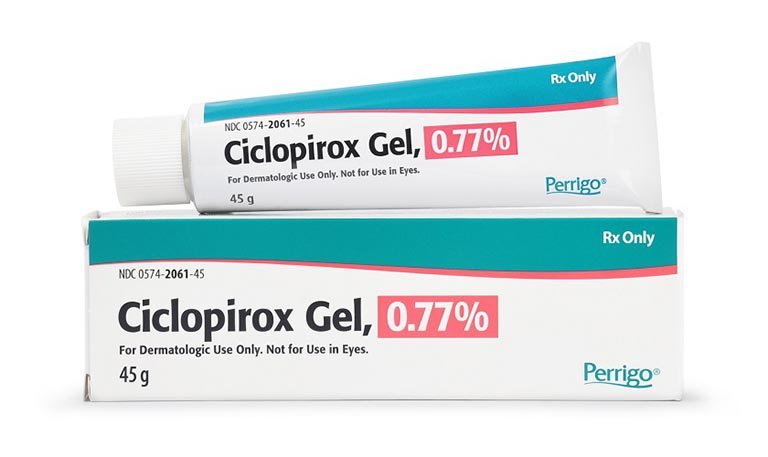 Rx Only
NDC 0574-2061-45
Ciclopirox Gel, 0.77%
For Dermatologic Use Only. Not for Use in Eyes.
45 g
Perrigo®
Rx Only
NDC 0574-2061-45
Ciclopirox Gel, 0.77%
For Dermatologic Use Only. Not for Use in Eyes.
45 g
Perrigo®